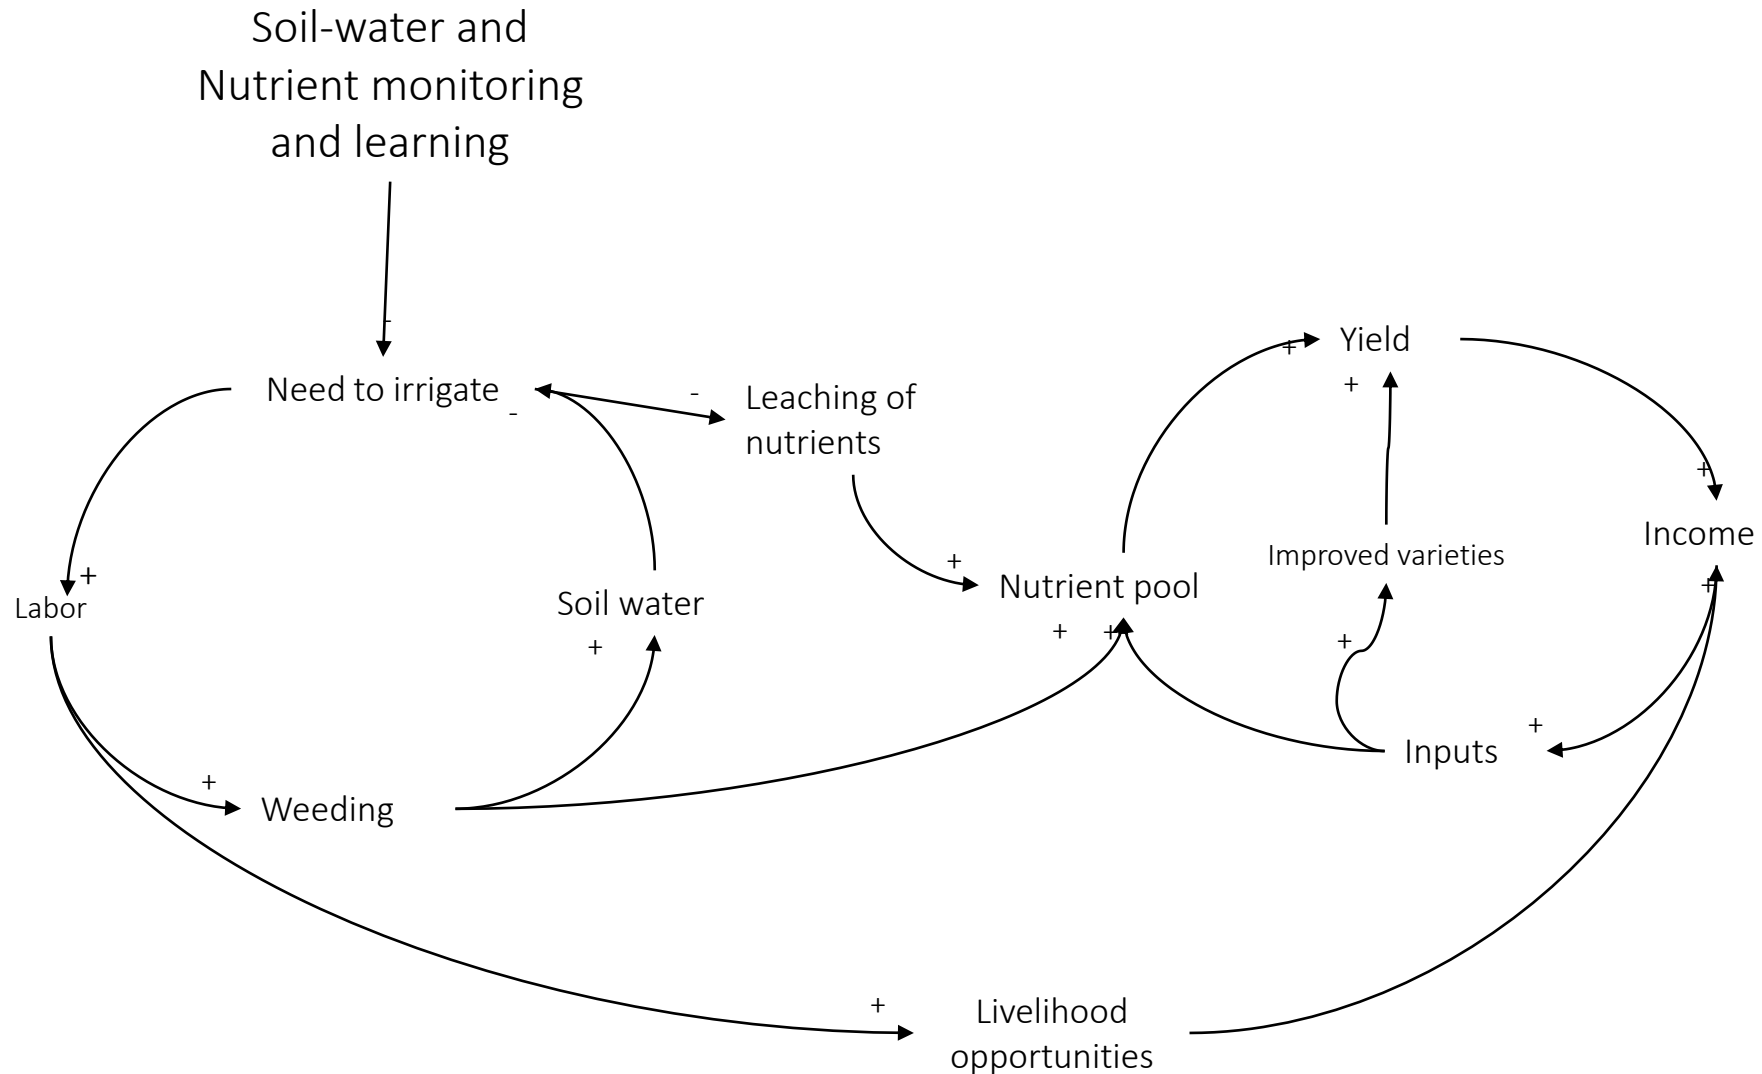 Soil-water and
Nutrient monitoring
and learning
-
Yield
+
+
Need to irrigate
-
-
Leaching of
nutrients
+
Income
+
+
Improved varieties
+
Labor
Soil water
+
Nutrient pool
+ +
+
+
Inputs
+
+
Weeding
+
Livelihood
opportunities